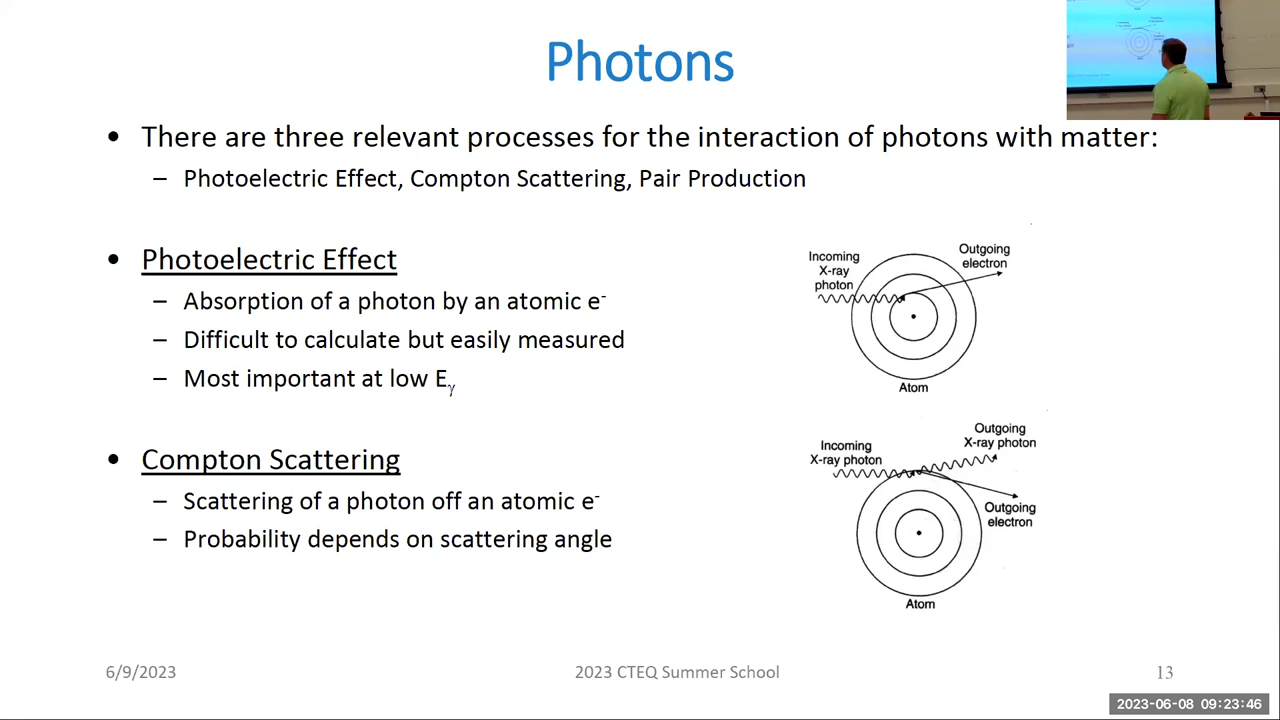 Photons
• There are three relevant processes for the interaction of photons with matter:
– Photoelectric Effect, Compton Scattering, Pair Production
• Photoelectric Effect
– Absorption of a photon by an atomic e-
– Difficult to calculate but easily measured
– Most important at low Eγ
Incoming
X-ray
photon
Outgoing
electron
Atom
• Compton Scattering
– Scattering of a photon off an atomic e-
– Probability depends on scattering angle
Incoming
X-ray photon
Outgoing
X-ray photon
Outgoing
electron
Atom
6/9/2023
2023 CTEQ Summer School
13
2023-06-08 09:23:46